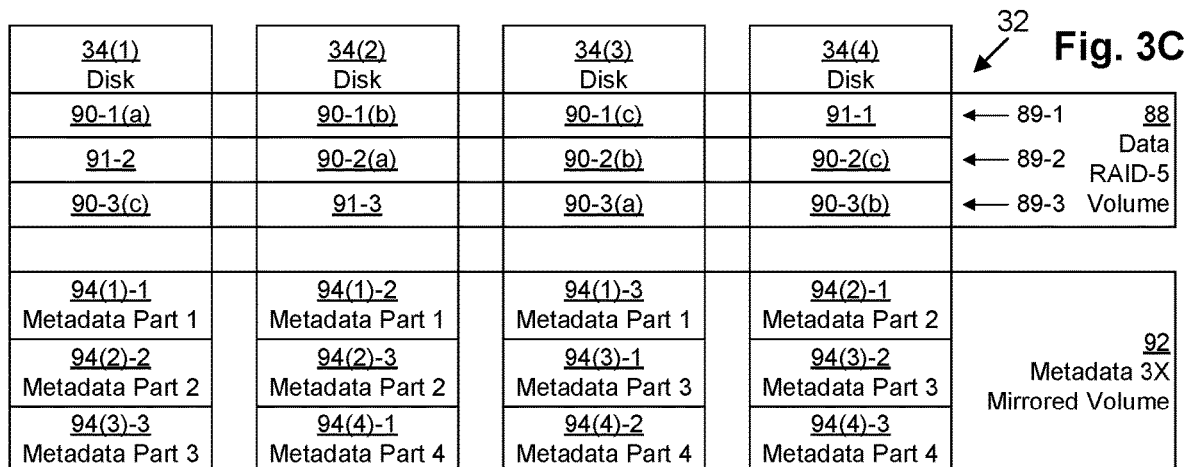 32
Fig. 3C
34(1) 34(2) 34(3) 34(4)
Disk Disk Disk Disk
90-1(a) 90-1(b) 90-1(c) 91-1 89-1 88
Data
91-2 90-2(a) 90-2(b) 90-2(c) 89-2
RAID-5
90-3(c) 91-3 90-3(a) 90-3(b) 89-3 Volume
94(1)-1 94(1)-2 94(1)-3 94(2)-1
Metadata Part 1 Metadata Part 1 Metadata Part 1 Metadata Part 2
94(2)-2 94(2)-3 94(3)-1 94(3)-2
Metadata Part 2 Metadata Part 2 Metadata Part 3 Metadata Part 3
94(3)-3 94(4)-1 94(4)-2 94(4)-3
Metadata Part 3 Metadata Part 4 Metadata Part 4 Metadata Part 4
92
Metadata 3X
Mirrored Volume